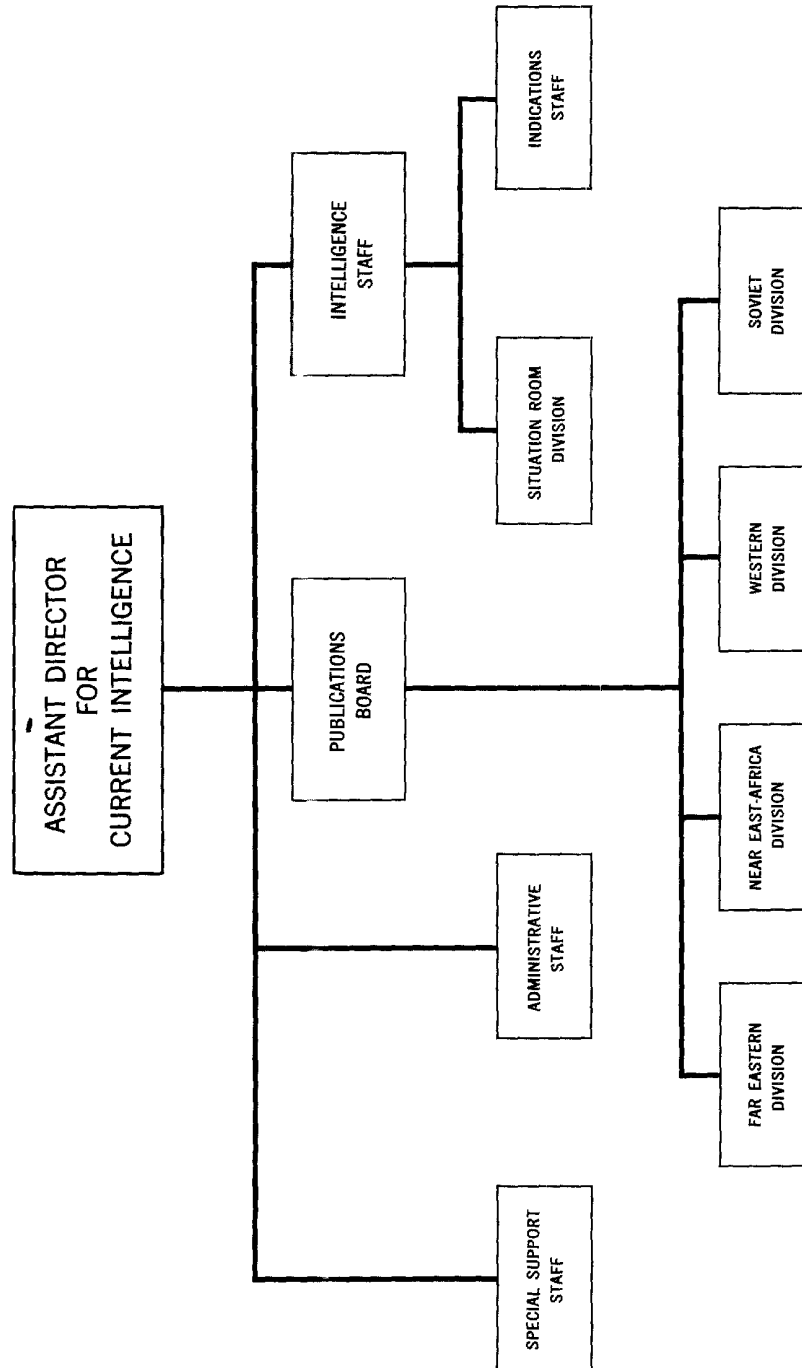 ASSISTANT DIRECTOR
FOR
CURRENT INTELLIGENCE
SPECIAL SUPPORT
STAFF
ADMINISTRATIVE
STAFF
PUBLICATIONS
BOARD
INTELLIGENCE
STAFF
SITUATION ROOM
DIVISION
INDICATIONS
STAFF
FAR EASTERN
DIVISION
NEAR EAST-AFRICA
DIVISION
WESTERN
DIVISION
SOVIET
DIVISION